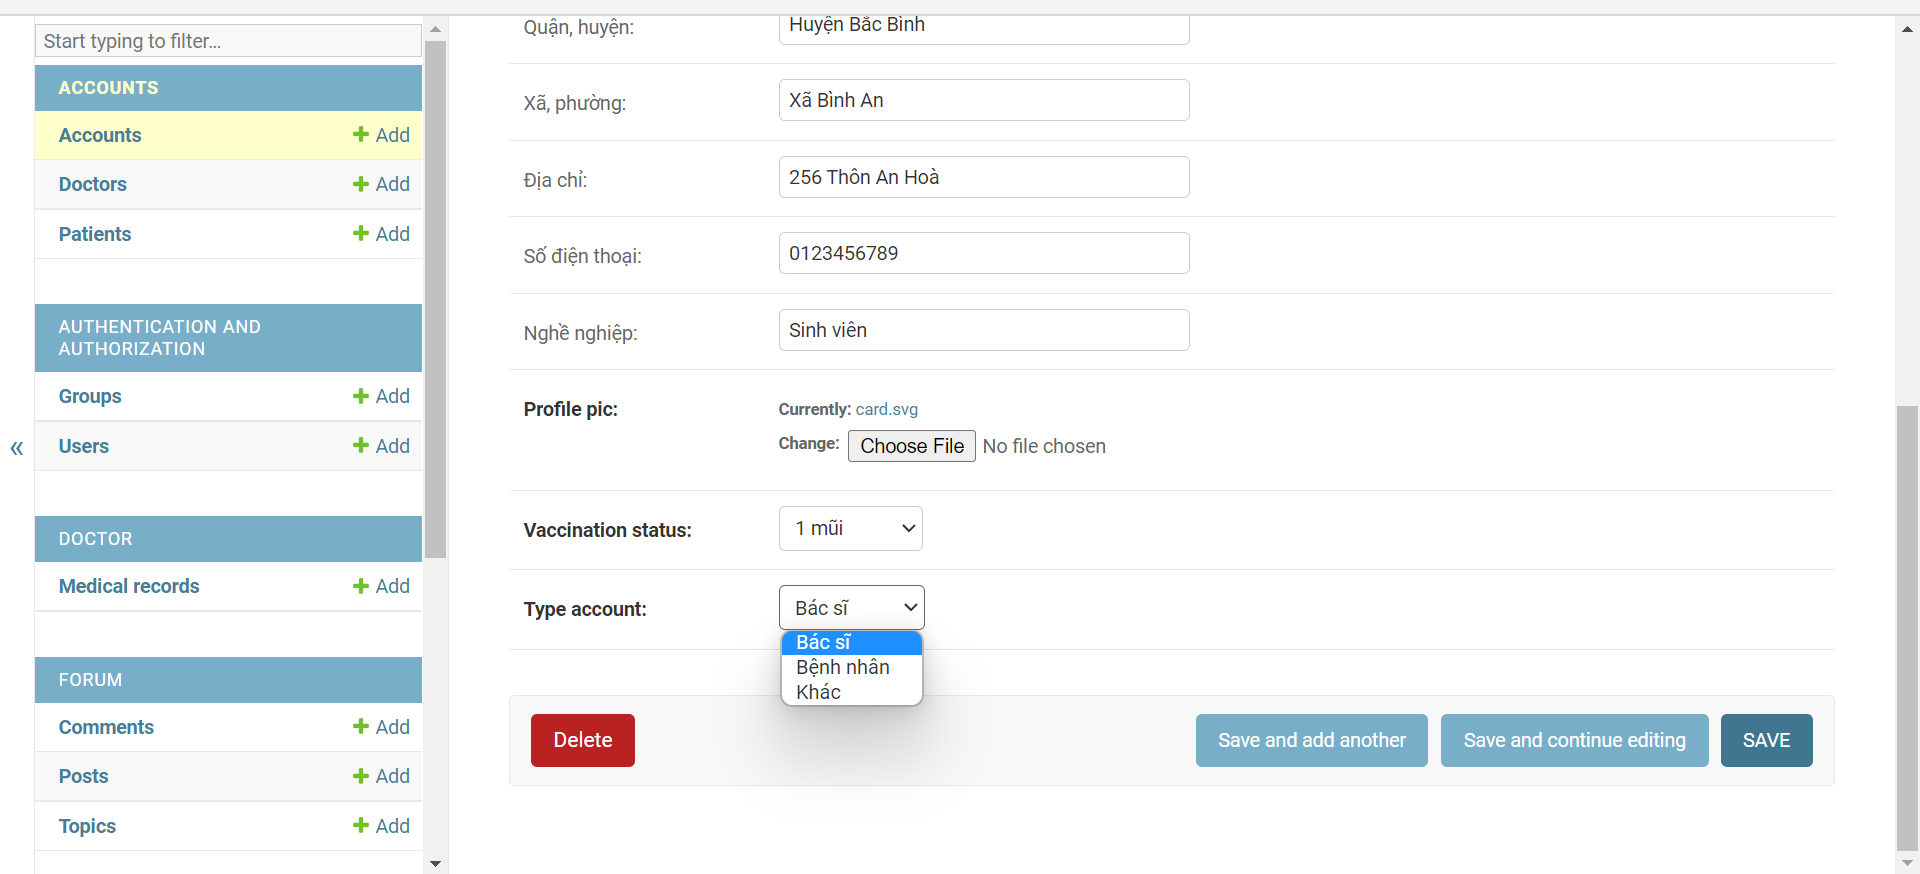 Start typing to filter...
ACCOUNTS
Accounts
Add
Doctors
Add
Patients
Add
AUTHENTICATION AND
AUTHORIZATION
Groups
Add
Users
Add
«
DOCTOR
Medical records
Add
FORUM
Comments
Add
Posts
Add
Topics
Add
Quận, huyện:
Huyện Bắc Bình
Xã, phường:
Xã Bình An
Địa chỉ:
256 Thôn An Hoà
Số điện thoại:
0123456789
Nghề nghiệp:
Sinh viên
Profile pic:
Currently: card.svg
Change: Choose File No file chosen
Vaccination status:
1 mũi
Type account:
Bác sĩ
Bác sĩ
Bệnh nhân
Khác
Delete
Save and add another
Save and continue editing
SAVE